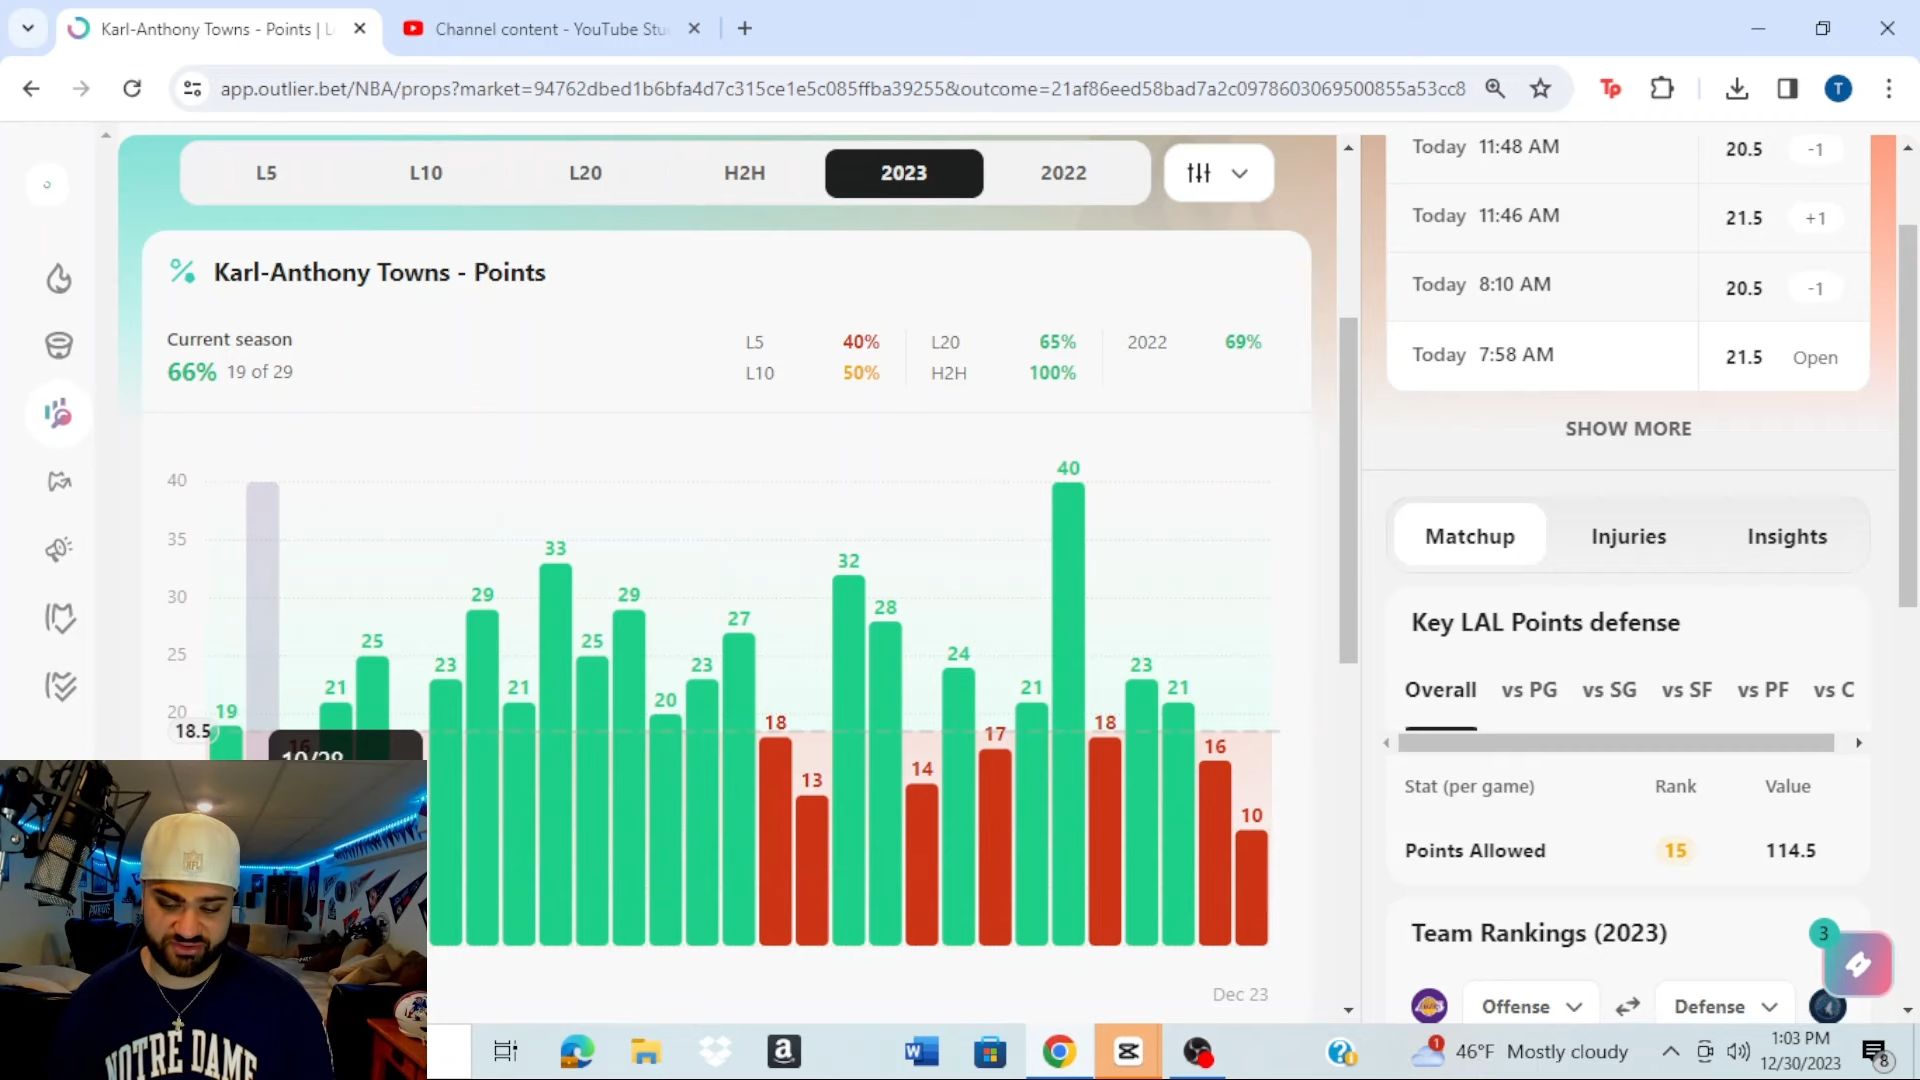 Karl-Anthony Towns - Points | L
Channel content - YouTube Stu
app.outlier.bet/NBA/props?market=94762dbed1b6bfa4d7c315ce1e5c085ffba39255&outcome=21af86eed58bad7a2c0978603069500855a53cc8
Tp
T
L5 L10 L20 H2H 2023 2022
Karl-Anthony Towns - Points
Current season
66% 19 of 29
L5 40% L20 65% 2022 69%
L10 50% H2H 100%
40
35
30
25
20
18.5
19
16
21
25
23
29
21
33
25
29
20
23
27
18
13
32
28
14
24
17
21
40
18
23
21
16
10
10/28
Dec 23
Today 11:48 AM 20.5 -1
Today 11:46 AM 21.5 +1
Today 8:10 AM 20.5 -1
Today 7:58 AM 21.5 Open
SHOW MORE
Matchup Injuries Insights
Key LAL Points defense
Overall vs PG vs SG vs SF vs PF vs C
Stat (per game) Rank Value
Points Allowed 15 114.5
Team Rankings (2023)
3
Offense Defense
NFL
PATRIOTS
NOTRE DAME
a
W
1
46°F Mostly cloudy
1:03 PM
12/30/2023
8